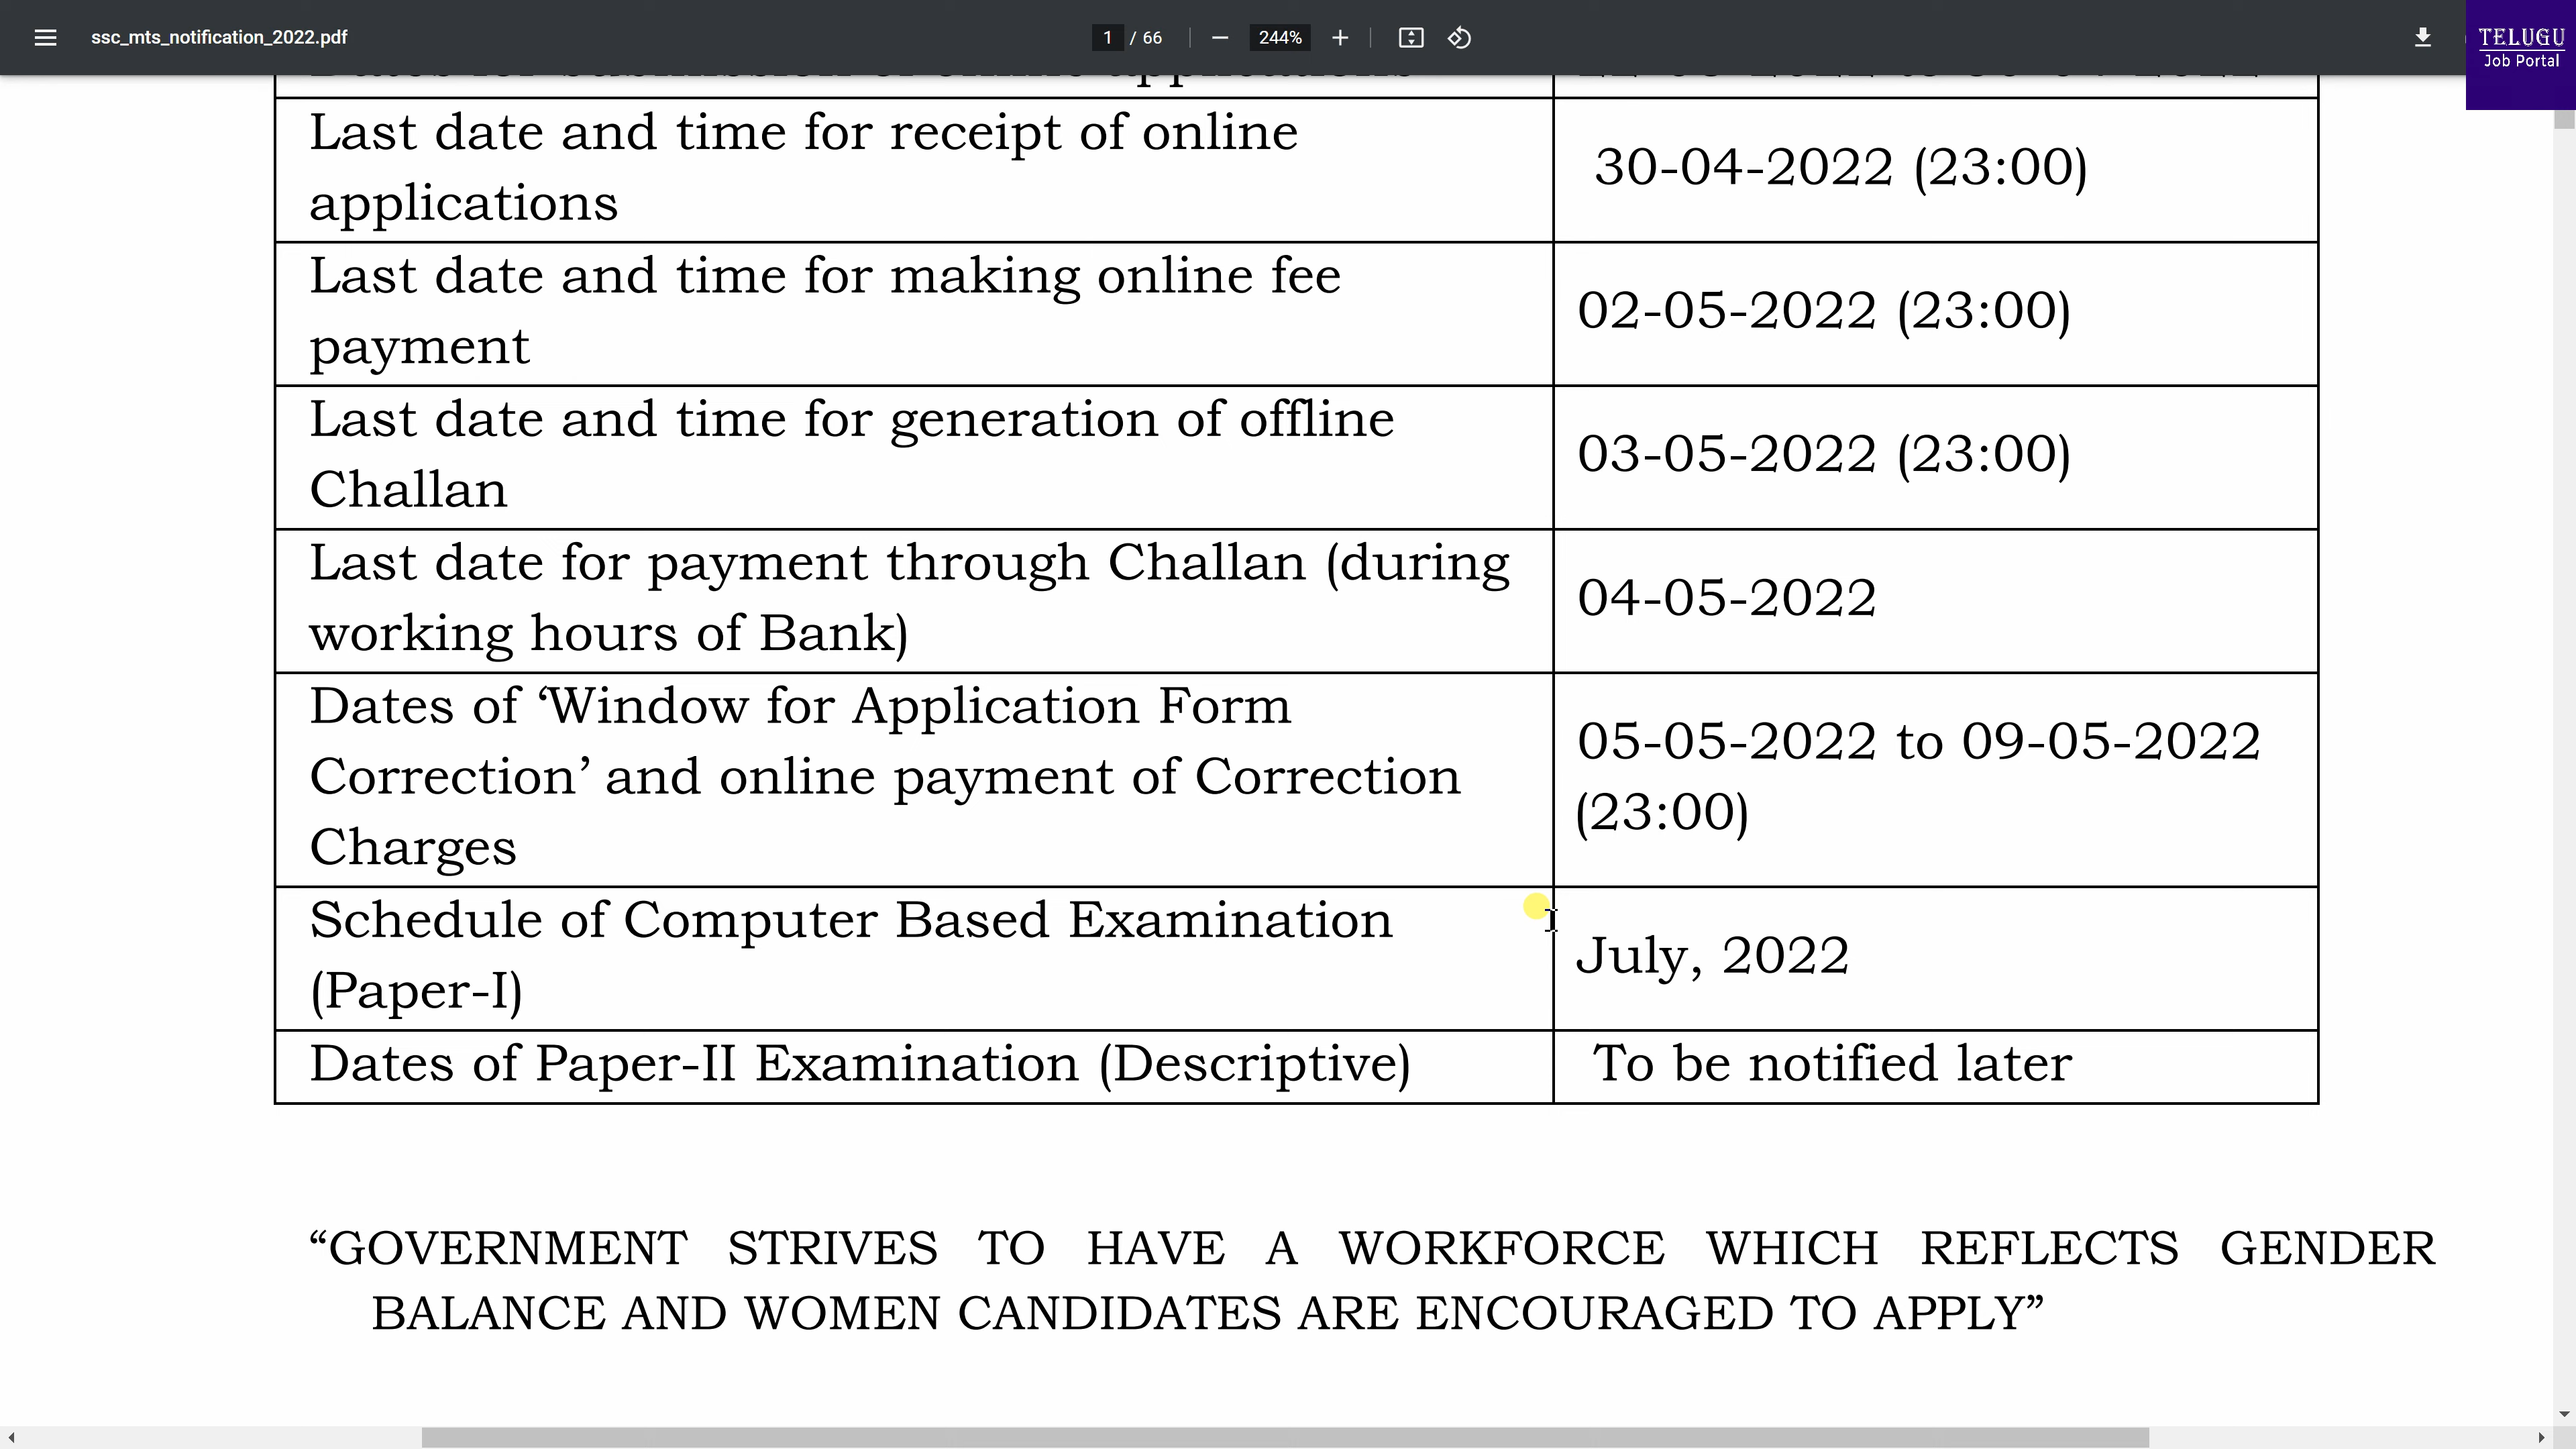 ssc_mts_notification_2022.pdf
1 / 66
244%
TELUGU
Job Portal
Last date and time for receipt of online
applications
30-04-2022 (23:00)
Last date and time for making online fee
payment
02-05-2022 (23:00)
Last date and time for generation of offline
Challan
03-05-2022 (23:00)
Last date for payment through Challan (during
working hours of Bank)
04-05-2022
Dates of ‘Window for Application Form
Correction’ and online payment of Correction
Charges
05-05-2022 to 09-05-2022
(23:00)
Schedule of Computer Based Examination
(Paper-I)
July, 2022
Dates of Paper-II Examination (Descriptive)
To be notified later
“GOVERNMENT STRIVES TO HAVE A WORKFORCE WHICH REFLECTS GENDER
BALANCE AND WOMEN CANDIDATES ARE ENCOURAGED TO APPLY”